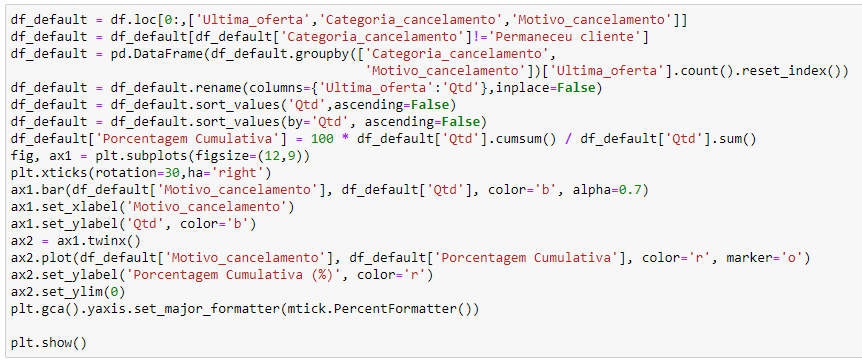 df_default = df.loc[0:,['Ultima_oferta','Categoria_cancelamento','Motivo_cancelamento']]
df_default = df_default[df_default['Categoria_cancelamento']!='Permaneceu cliente']
df_default = pd.DataFrame(df_default.groupby(['Categoria_cancelamento',
                                              'Motivo_cancelamento'])['Ultima_oferta'].count().reset_index())
df_default = df_default.rename(columns={'Ultima_oferta':'Qtd'},inplace=False)
df_default = df_default.sort_values('Qtd',ascending=False)
df_default = df_default.sort_values(by='Qtd', ascending=False)
df_default['Porcentagem Cumulativa'] = 100 * df_default['Qtd'].cumsum() / df_default['Qtd'].sum()
fig, ax1 = plt.subplots(figsize=(12,9))
plt.xticks(rotation=30,ha='right')
ax1.bar(df_default['Motivo_cancelamento'], df_default['Qtd'], color='b', alpha=0.7)
ax1.set_xlabel('Motivo_cancelamento')
ax1.set_ylabel('Qtd', color='b')
ax2 = ax1.twinx()
ax2.plot(df_default['Motivo_cancelamento'], df_default['Porcentagem Cumulativa'], color='r', marker='o')
ax2.set_ylabel('Porcentagem Cumulativa (%)', color='r')
ax2.set_ylim(0)
plt.gca().yaxis.set_major_formatter(mtick.PercentFormatter())
plt.show()